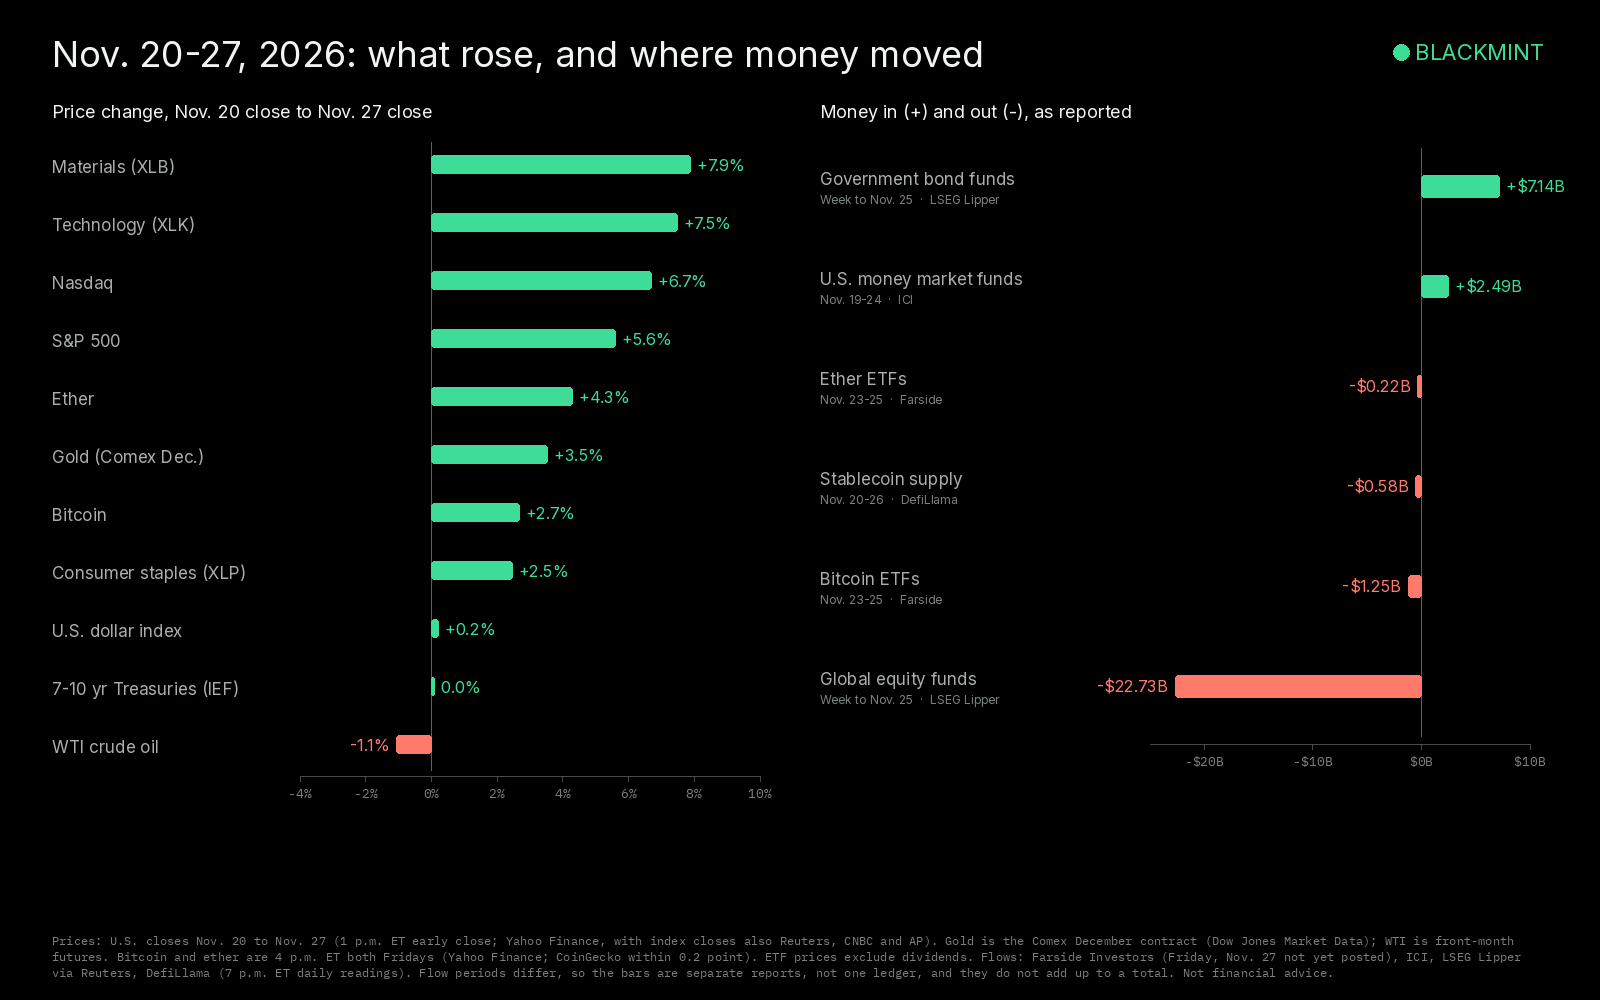 Nov. 20-27, 2026: what rose, and where money moved
BLACKMINT
Price change, Nov. 20 close to Nov. 27 close
Materials (XLB)
+7.9%
Technology (XLK)
+7.5%
Nasdaq
+6.7%
S&P 500
+5.6%
Ether
+4.3%
Gold (Comex Dec.)
+3.5%
Bitcoin
+2.7%
Consumer staples (XLP)
+2.5%
U.S. dollar index
+0.2%
7-10 yr Treasuries (IEF)
0.0%
WTI crude oil
-1.1%
-4% -2% 0% 2% 4% 6% 8% 10%
Money in (+) and out (-), as reported
Government bond funds
Week to Nov. 25 · LSEG Lipper
+$7.14B
U.S. money market funds
Nov. 19-24 · ICI
+$2.49B
Ether ETFs
Nov. 23-25 · Farside
-$0.22B
Stablecoin supply
Nov. 20-26 · DefiLlama
-$0.58B
Bitcoin ETFs
Nov. 23-25 · Farside
-$1.25B
Global equity funds
Week to Nov. 25 · LSEG Lipper
-$22.73B
-$20B -$10B $0B $10B
Prices: U.S. closes Nov. 20 to Nov. 27 (1 p.m. ET early close; Yahoo Finance, with index closes also Reuters, CNBC and AP). Gold is the Comex December contract (Dow Jones Market Data); WTI is front-month
futures. Bitcoin and ether are 4 p.m. ET both Fridays (Yahoo Finance; CoinGecko within 0.2 point). ETF prices exclude dividends. Flows: Farside Investors (Friday, Nov. 27 not yet posted), ICI, LSEG Lipper
via Reuters, DefiLlama (7 p.m. ET daily readings). Flow periods differ, so the bars are separate reports, not one ledger, and they do not add up to a total. Not financial advice.